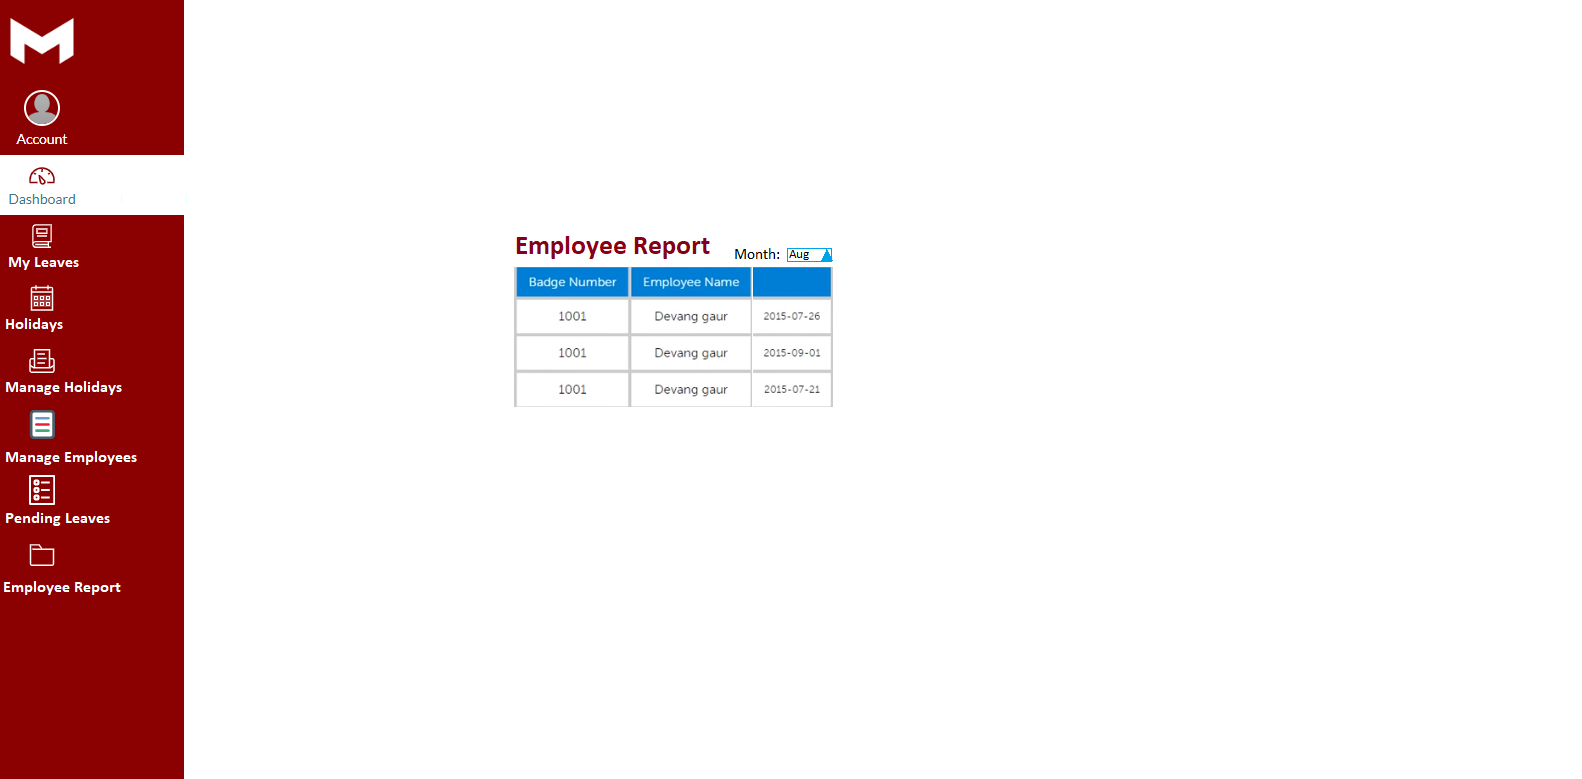 Account
Dashboard
My Leaves
Holidays
Manage Holidays
Manage Employees
Pending Leaves
Employee Report
Employee Report
Month: Aug
Badge Number Employee Name
1001 Devang gaur 2015-07-26
1001 Devang gaur 2015-09-01
1001 Devang gaur 2015-07-21